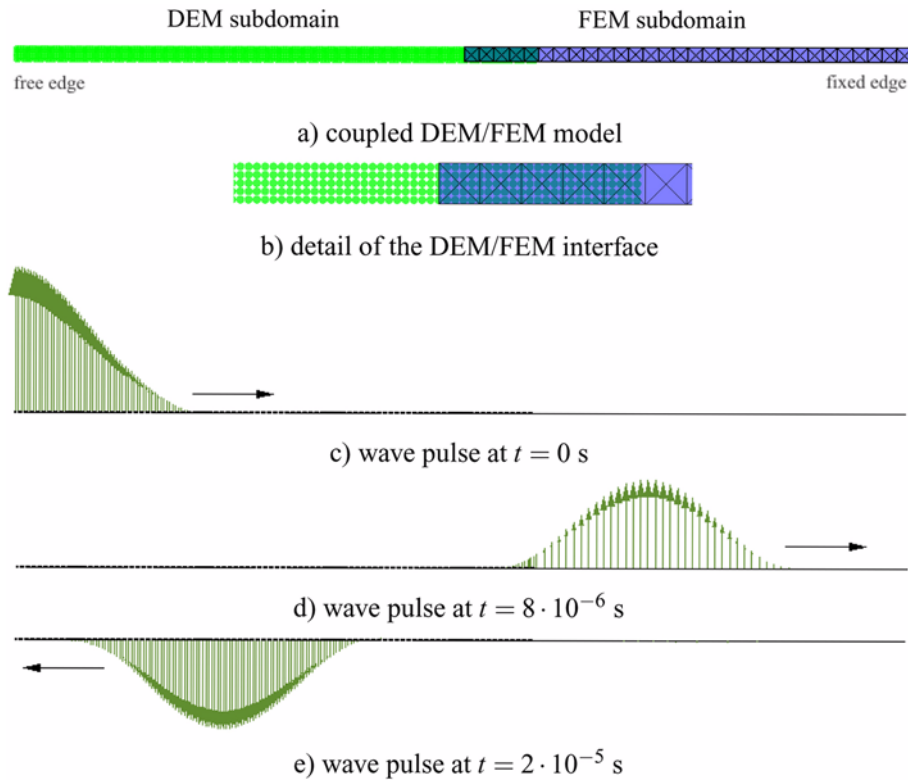 DEM subdomain FEM subdomain
free edge fixed edge
a) coupled DEM/FEM model
b) detail of the DEM/FEM interface
c) wave pulse at t = 0 s
d) wave pulse at t = 8 · 10⁻⁶ s
e) wave pulse at t = 2 · 10⁻⁵ s